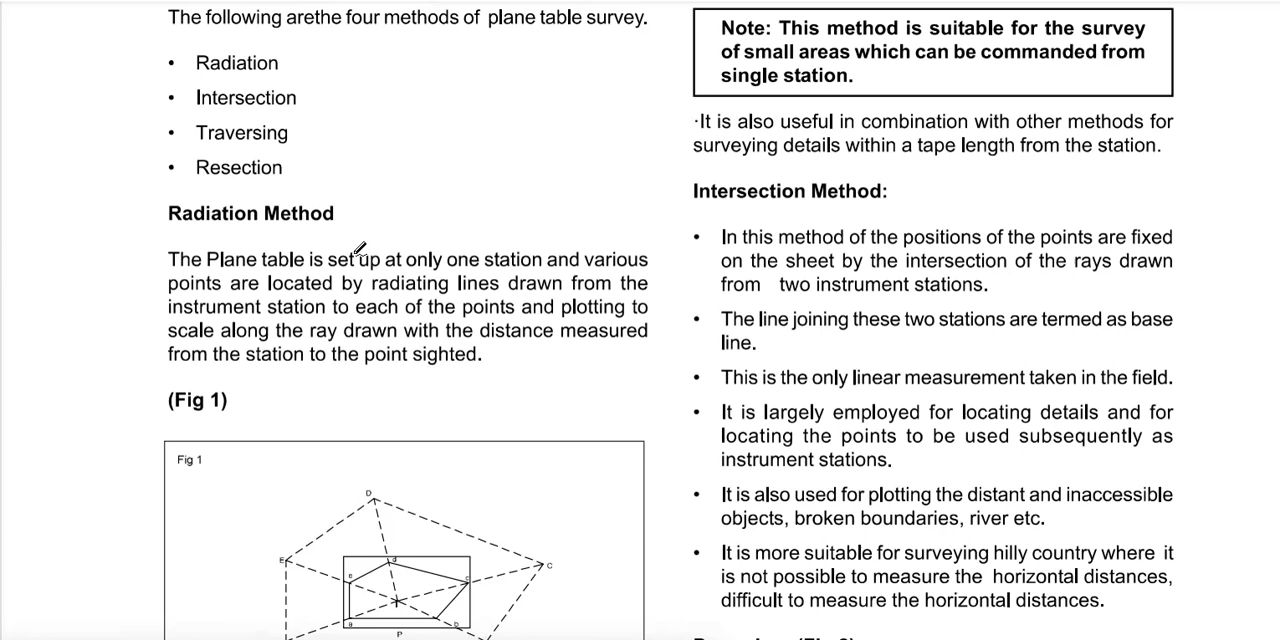 The following arethe four methods of plane table survey.
• Radiation
• Intersection
• Traversing
• Resection
Radiation Method
The Plane table is set up at only one station and various
points are located by radiating lines drawn from the
instrument station to each of the points and plotting to
scale along the ray drawn with the distance measured
from the station to the point sighted.
(Fig 1)
Fig 1
D
E
d
C
e
c
a
b
P
Note: This method is suitable for the survey
of small areas which can be commanded from
single station.
·It is also useful in combination with other methods for
surveying details within a tape length from the station.
Intersection Method:
• In this method of the positions of the points are fixed
on the sheet by the intersection of the rays drawn
from two instrument stations.
• The line joining these two stations are termed as base
line.
• This is the only linear measurement taken in the field.
• It is largely employed for locating details and for
locating the points to be used subsequently as
instrument stations.
• It is also used for plotting the distant and inaccessible
objects, broken boundaries, river etc.
• It is more suitable for surveying hilly country where it
is not possible to measure the horizontal distances,
difficult to measure the horizontal distances.